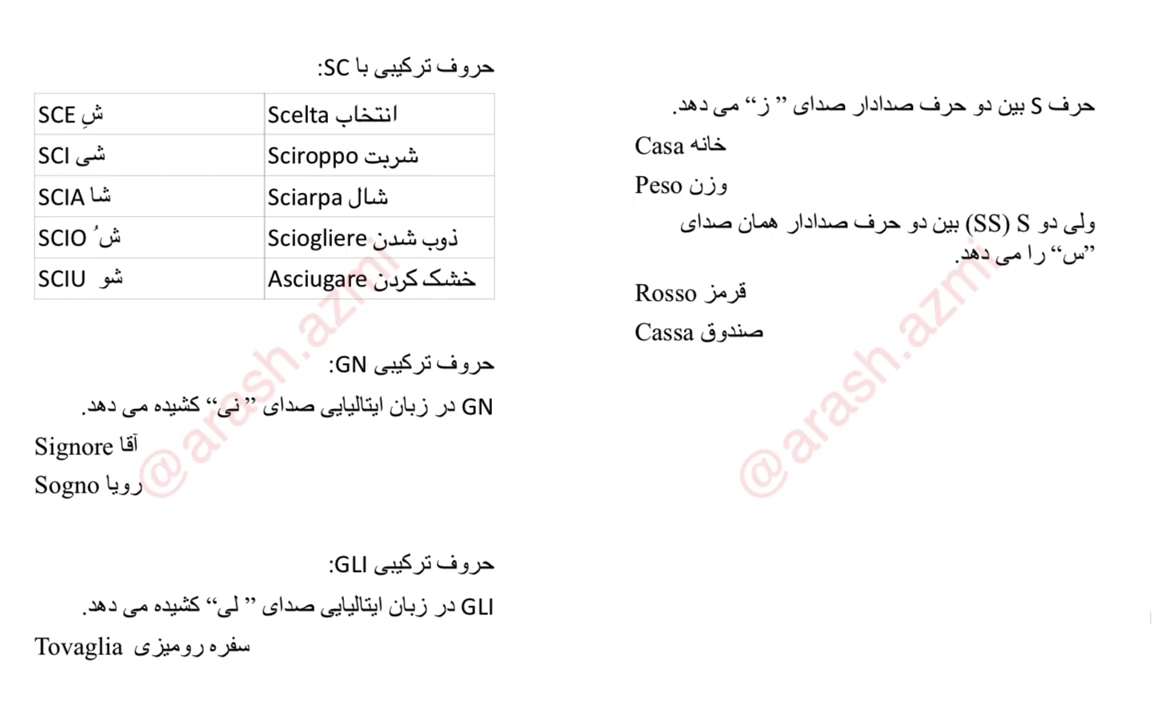 حروف ترکیبی با SC:
SCE شِ	Scelta انتخاب
SCI شی	Sciroppo شربت
SCIA شا	Sciarpa شال
SCIO شُ	Sciogliere ذوب شدن
SCIU شو	Asciugare خشک کردن
حروف ترکیبی GN:
GN در زبان ایتالیایی صدای ” نی“ کشیده می دهد.
Signore آقا
Sogno رویا
حروف ترکیبی GLI:
GLI در زبان ایتالیایی صدای ” لی“ کشیده می دهد.
Tovaglia سفره رومیزی
@arash.azmi
حرف S بین دو حرف صدادار صدای ” ز“ می دهد.
Casa خانه
Peso وزن
ولی دو S (SS) بین دو حرف صدادار همان صدای
”س“ را می دهد.
Rosso قرمز
Cassa صندوق
@arash.azmi